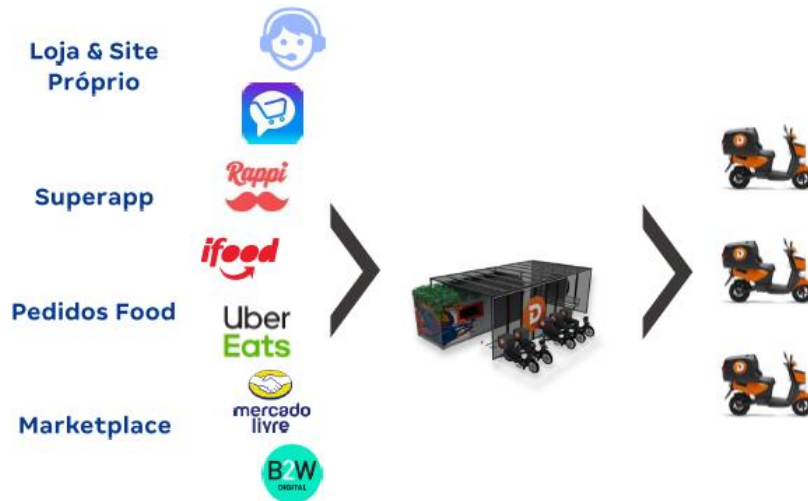 Loja & Site
Próprio
Superapp
Rappi
ifood
Pedidos Food
Uber
Eats
Marketplace
mercado
livre
B2W
DIGITAL
D
D
D
D